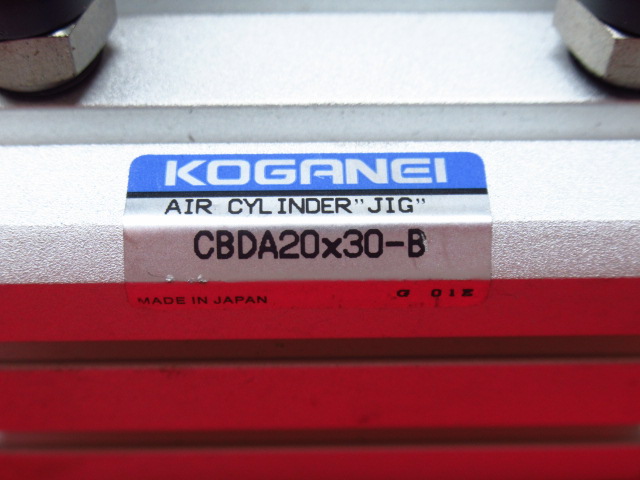 KOGANEI
AIR CYLINDER"JIG"
CBDA20x30-B
MADE IN JAPAN